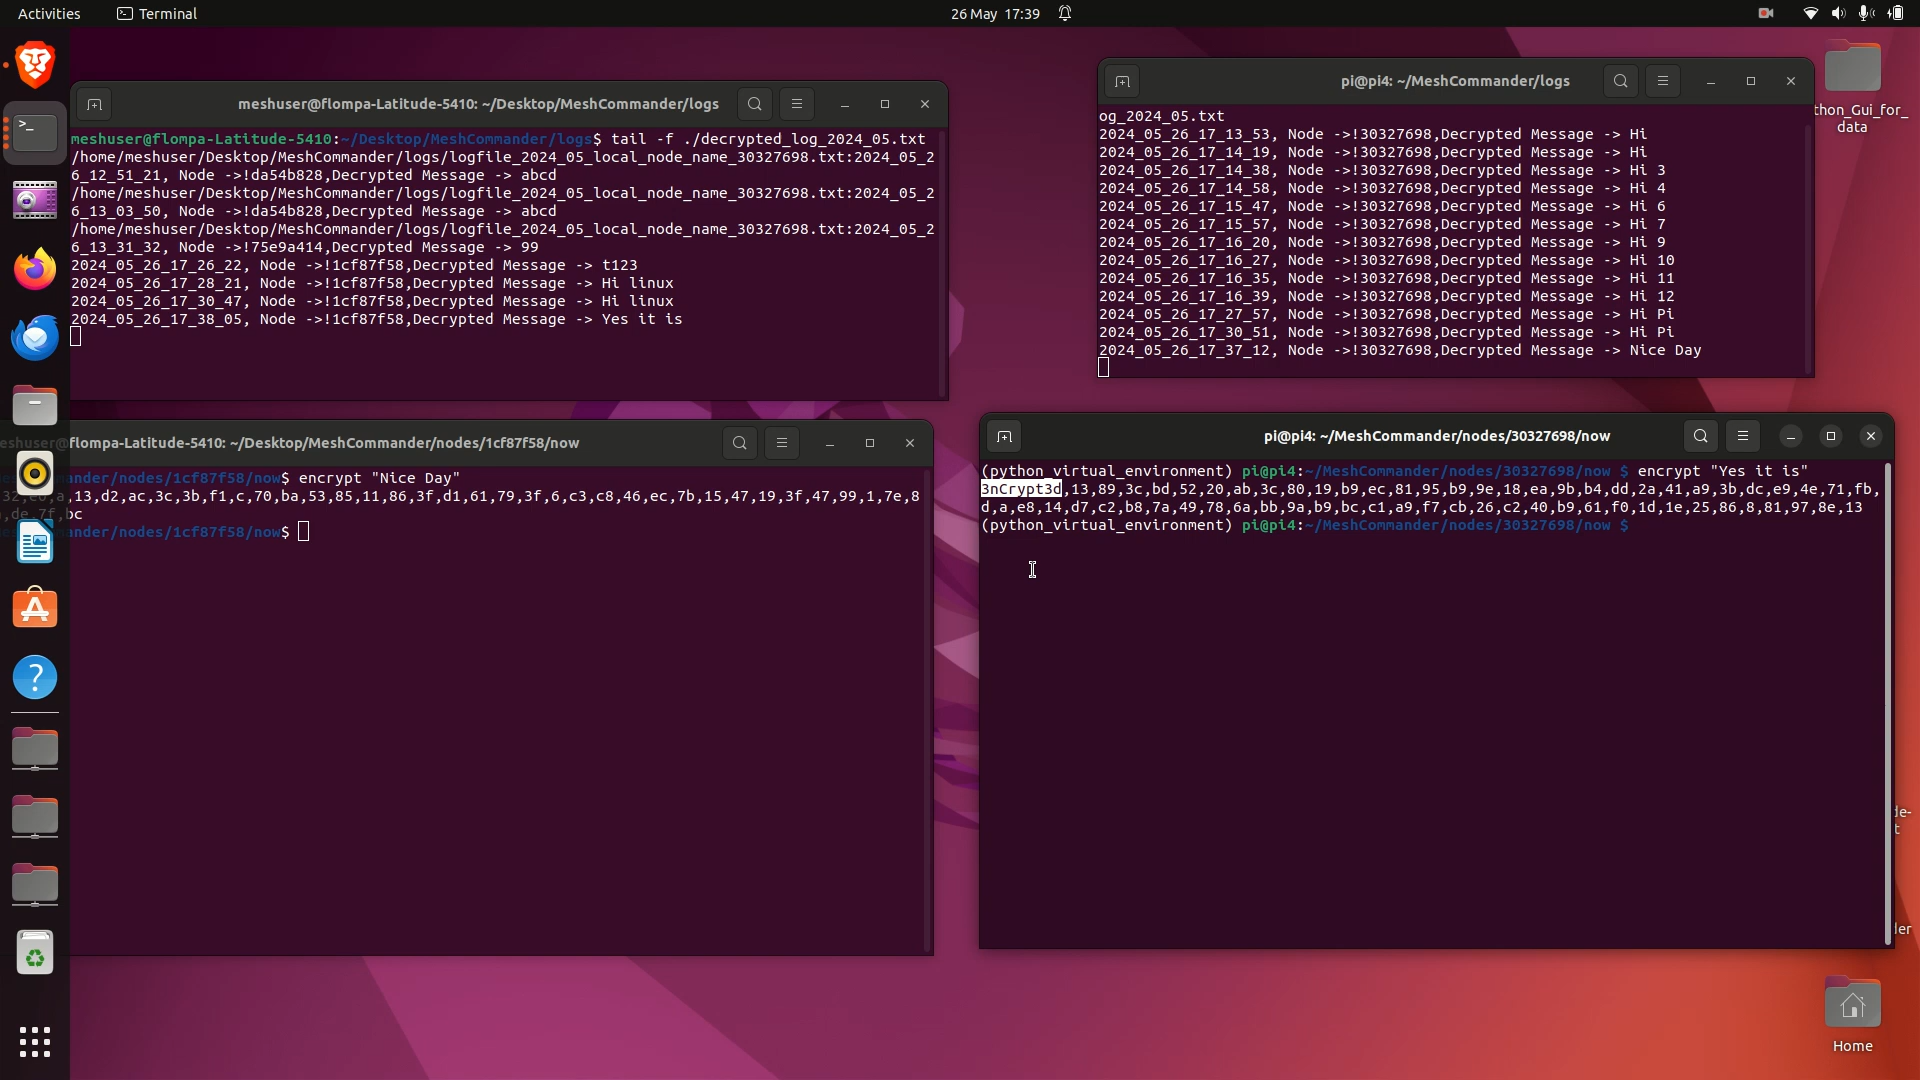 Activities
Terminal
26 May 17:39
meshuser@flompa-Latitude-5410: ~/Desktop/MeshCommander/logs
meshuser@flompa-Latitude-5410:~/Desktop/MeshCommander/logs$ tail -f ./decrypted_log_2024_05.txt
/home/meshuser/Desktop/MeshCommander/logs/logfile_2024_05_local_node_name_30327698.txt:2024_05_2
6_12_51_21, Node ->!da54b828,Decrypted Message -> abcd
/home/meshuser/Desktop/MeshCommander/logs/logfile_2024_05_local_node_name_30327698.txt:2024_05_2
6_13_03_50, Node ->!da54b828,Decrypted Message -> abcd
/home/meshuser/Desktop/MeshCommander/logs/logfile_2024_05_local_node_name_30327698.txt:2024_05_2
6_13_31_32, Node ->!75e9a414,Decrypted Message -> 99
2024_05_26_17_26_22, Node ->!1cf87f58,Decrypted Message -> t123
2024_05_26_17_28_21, Node ->!1cf87f58,Decrypted Message -> Hi linux
2024_05_26_17_30_47, Node ->!1cf87f58,Decrypted Message -> Hi linux
2024_05_26_17_38_05, Node ->!1cf87f58,Decrypted Message -> Yes it is
pi@pi4: ~/MeshCommander/logs
og_2024_05.txt
2024_05_26_17_13_53, Node ->!30327698,Decrypted Message -> Hi
2024_05_26_17_14_19, Node ->!30327698,Decrypted Message -> Hi
2024_05_26_17_14_38, Node ->!30327698,Decrypted Message -> Hi 3
2024_05_26_17_14_58, Node ->!30327698,Decrypted Message -> Hi 4
2024_05_26_17_15_47, Node ->!30327698,Decrypted Message -> Hi 6
2024_05_26_17_15_57, Node ->!30327698,Decrypted Message -> Hi 7
2024_05_26_17_16_20, Node ->!30327698,Decrypted Message -> Hi 9
2024_05_26_17_16_27, Node ->!30327698,Decrypted Message -> Hi 10
2024_05_26_17_16_35, Node ->!30327698,Decrypted Message -> Hi 11
2024_05_26_17_16_39, Node ->!30327698,Decrypted Message -> Hi 12
2024_05_26_17_27_57, Node ->!30327698,Decrypted Message -> Hi Pi
2024_05_26_17_30_51, Node ->!30327698,Decrypted Message -> Hi Pi
2024_05_26_17_37_12, Node ->!30327698,Decrypted Message -> Nice Day
thon_Gui_for_
data
eshuser@flompa-Latitude-5410: ~/Desktop/MeshCommander/nodes/1cf87f58/now
mander/nodes/1cf87f58/now$ encrypt "Nice Day"
a,13,d2,ac,3c,3b,f1,c,70,ba,53,85,11,86,3f,d1,61,79,3f,6,c3,c8,46,ec,7b,15,47,19,3f,47,99,1,7e,8
,de,7f,bc
ander/nodes/1cf87f58/now$
pi@pi4: ~/MeshCommander/nodes/30327698/now
(python_virtual_environment) pi@pi4:~/MeshCommander/nodes/30327698/now $ encrypt "Yes it is"
3nCrypt3d,13,89,3c,bd,52,20,ab,3c,80,19,b9,ec,81,95,b9,9e,18,ea,9b,b4,dd,2a,41,a9,3b,dc,e9,4e,71,fb,
d,a,e8,14,d7,c2,b8,7a,49,78,6a,bb,9a,b9,bc,c1,a9,f7,cb,26,c2,40,b9,61,f0,1d,1e,25,86,8,81,97,8e,13
(python_virtual_environment) pi@pi4:~/MeshCommander/nodes/30327698/now $
Home